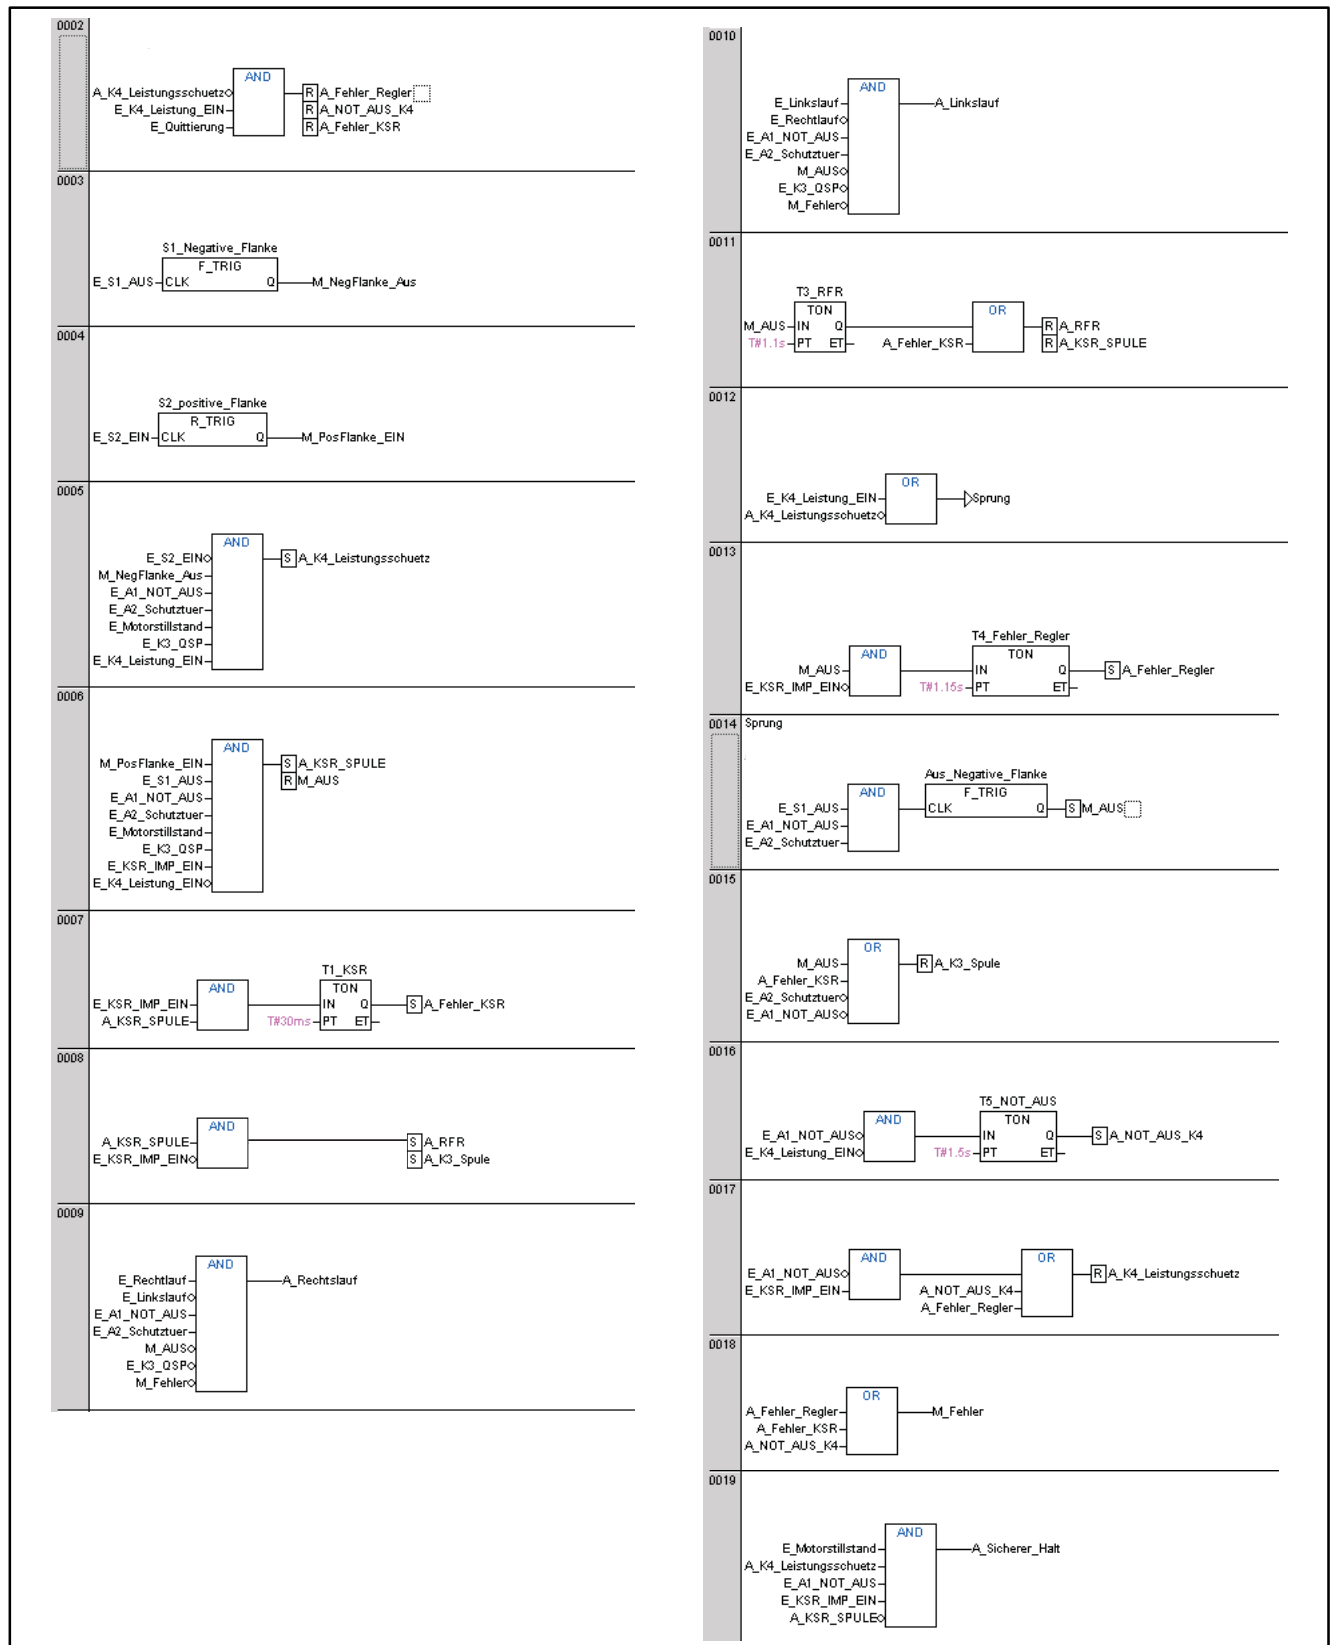 0002
AND
A_K4_Leistungsschuetz R A_Fehler_Regler
E_K4_Leistung_EIN R A_NOT_AUS_K4
E_Quittierung R A_Fehler_KSR
0003
S1_Negative_Flanke
F_TRIG
E_S1_AUS CLK Q M_NegFlanke_Aus
0004
S2_positive_Flanke
R_TRIG
E_S2_EIN CLK Q M_PosFlanke_EIN
0005
AND
E_S2_EIN S A_K4_Leistungsschuetz
M_NegFlanke_Aus
E_A1_NOT_AUS
E_A2_Schutztuer
E_Motorstillstand
E_K3_QSP
E_K4_Leistung_EIN
0006
AND
M_PosFlanke_EIN S A_KSR_SPULE
E_S1_AUS R M_AUS
E_A1_NOT_AUS
E_A2_Schutztuer
E_Motorstillstand
E_K3_QSP
E_KSR_IMP_EIN
E_K4_Leistung_EIN
0007
T1_KSR
AND TON
E_KSR_IMP_EIN IN Q S A_Fehler_KSR
A_KSR_SPULE T#30ms PT ET
0008
AND
A_KSR_SPULE S A_RFR
E_KSR_IMP_EIN S A_K3_Spule
0009
AND
E_Rechtlauf A_Rechtslauf
E_Linkslauf
E_A1_NOT_AUS
E_A2_Schutztuer
M_AUS
E_K3_QSP
M_Fehler
0010
AND
E_Linkslauf A_Linkslauf
E_Rechtlauf
E_A1_NOT_AUS
E_A2_Schutztuer
M_AUS
E_K3_QSP
M_Fehler
0011
T3_RFR
TON OR
M_AUS IN Q R A_RFR
T#1.1s PT ET A_Fehler_KSR R A_KSR_SPULE
0012
OR
E_K4_Leistung_EIN Sprung
A_K4_Leistungsschuetz
0013
T4_Fehler_Regler
AND TON
M_AUS IN Q S A_Fehler_Regler
E_KSR_IMP_EIN T#1.15s PT ET
0014 Sprung
Aus_Negative_Flanke
AND F_TRIG
E_S1_AUS CLK Q S M_AUS
E_A1_NOT_AUS
E_A2_Schutztuer
0015
OR
M_AUS R A_K3_Spule
A_Fehler_KSR
E_A2_Schutztuer
E_A1_NOT_AUS
0016
T5_NOT_AUS
AND TON
E_A1_NOT_AUS IN Q S A_NOT_AUS_K4
E_K4_Leistung_EIN T#1.5s PT ET
0017
AND OR
E_A1_NOT_AUS R A_K4_Leistungsschuetz
E_KSR_IMP_EIN A_NOT_AUS_K4
A_Fehler_Regler
0018
OR
A_Fehler_Regler M_Fehler
A_Fehler_KSR
A_NOT_AUS_K4
0019
AND
E_Motorstillstand A_Sicherer_Halt
A_K4_Leistungsschuetz
E_A1_NOT_AUS
E_KSR_IMP_EIN
A_KSR_SPULE